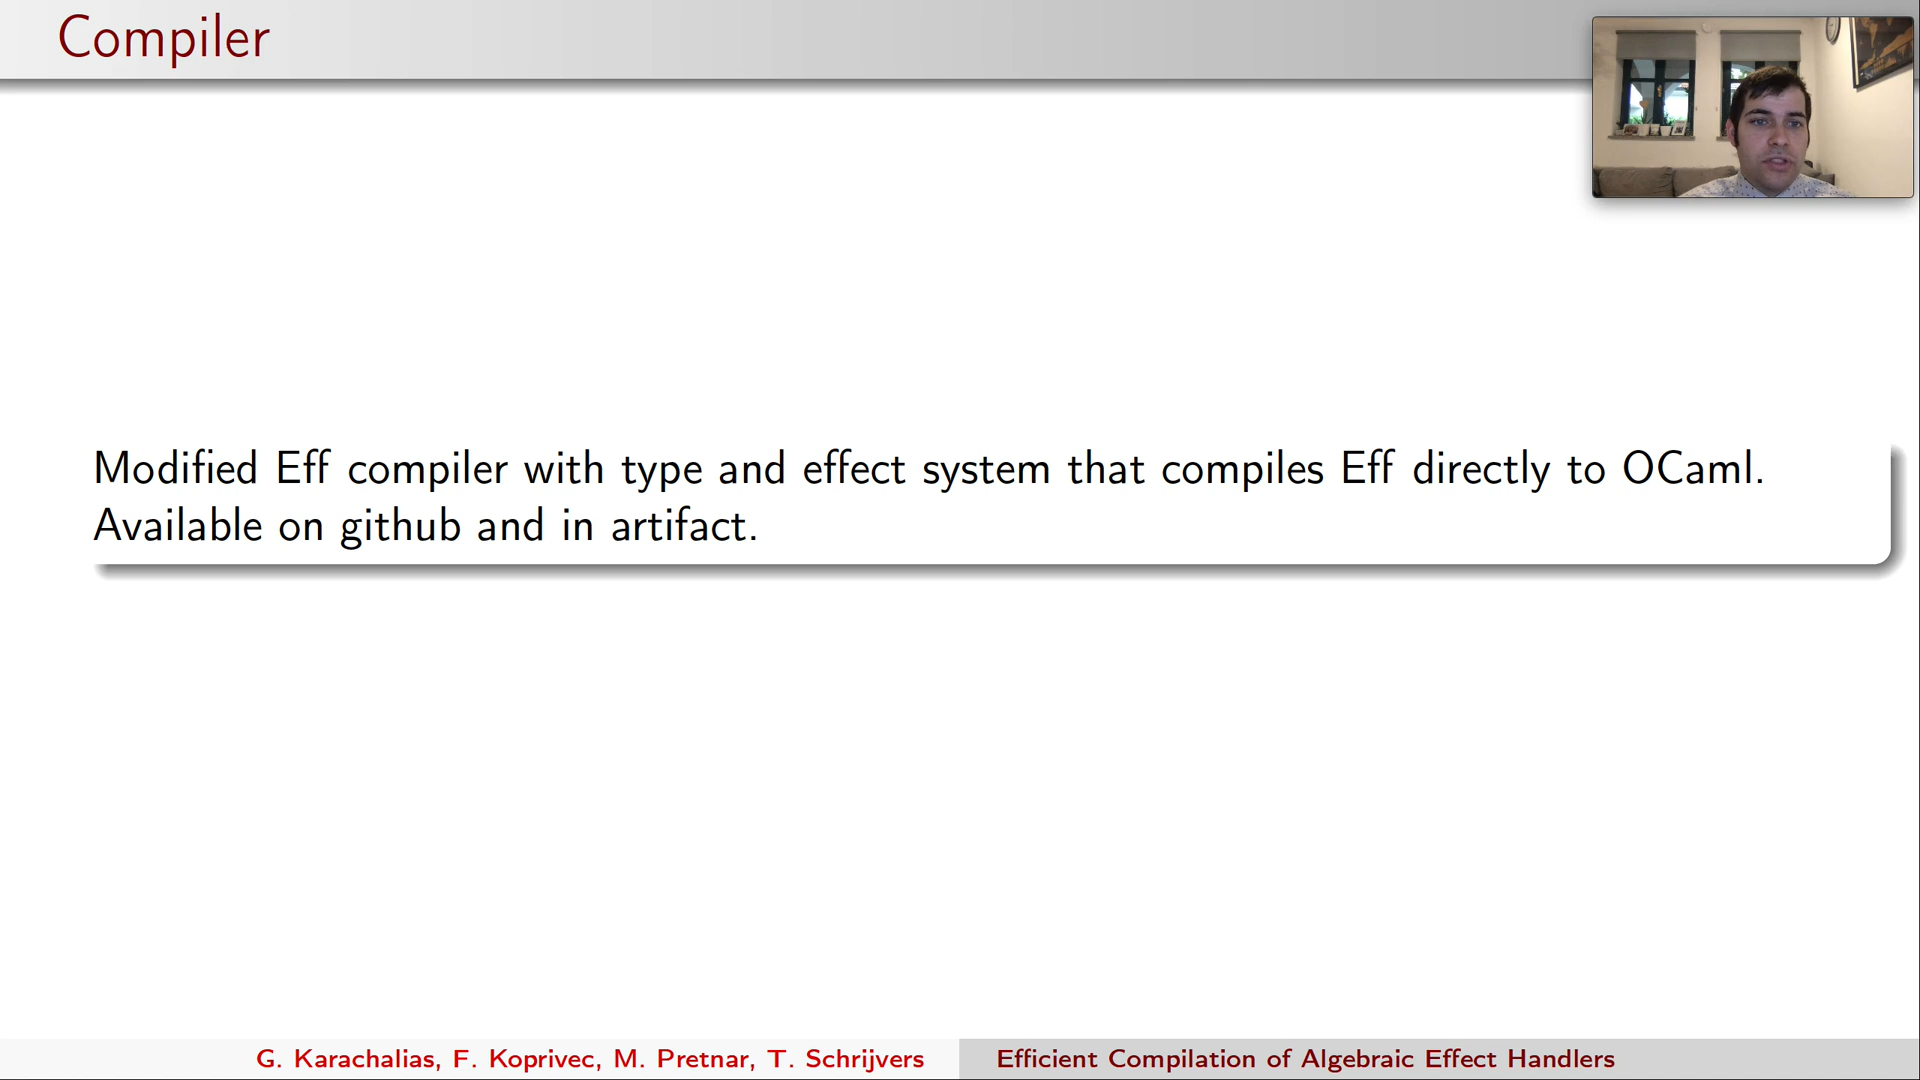 Compiler
Modified Eff compiler with type and effect system that compiles Eff directly to OCaml.
Available on github and in artifact.
G. Karachalias, F. Koprivec, M. Pretnar, T. Schrijvers
Efficient Compilation of Algebraic Effect Handlers